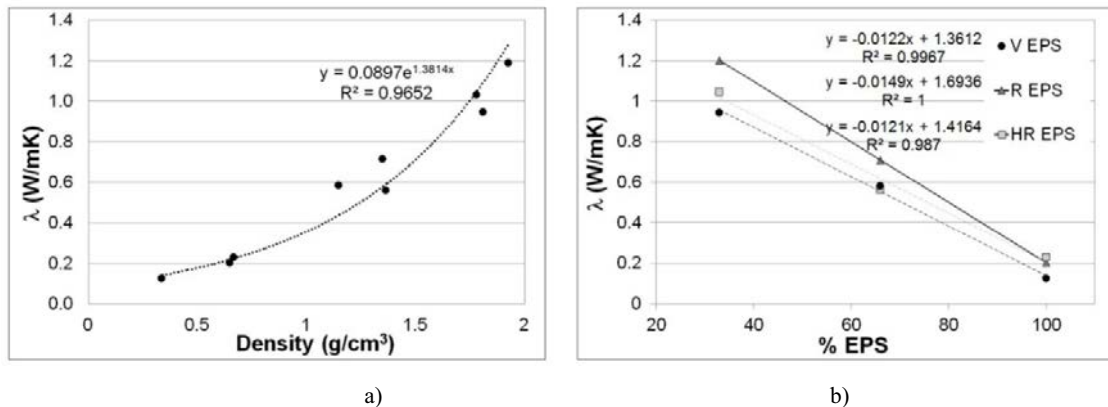 1.4
1.2
1.0
0.8
0.6
0.4
0.2
0.0
λ (W/mK)
y = 0.0897e^1.3814x
R² = 0.9652
0 0.5 1 1.5 2
Density (g/cm³)
a)
1.4
1.2
1.0
0.8
0.6
0.4
0.2
0.0
λ (W/mK)
y = -0.0122x + 1.3612
R² = 0.9967
y = -0.0149x + 1.6936
R² = 1
y = -0.0121x + 1.4164
R² = 0.987
V EPS
R EPS
HR EPS
20 40 60 80 100
% EPS
b)